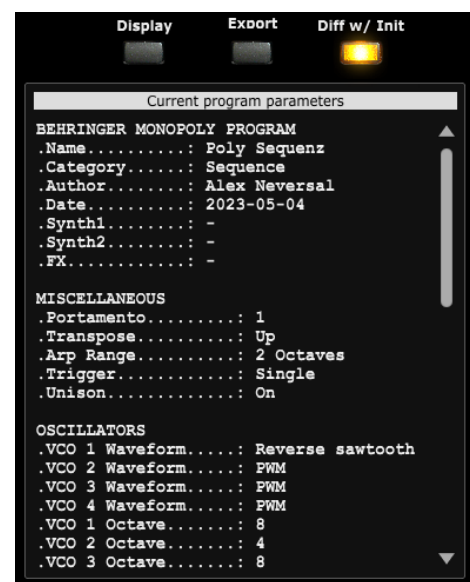 Display Export Diff w/ Init
Current program parameters
BEHRINGER MONOPOLY PROGRAM
.Name..........: Poly Sequenz
.Category......: Sequence
.Author........: Alex Neversal
.Date..........: 2023-05-04
.Synth1........: -
.Synth2........: -
.FX............: -
MISCELLANEOUS
.Portamento.........: 1
.Transpose..........: Up
.Arp Range..........: 2 Octaves
.Trigger............: Single
.Unison.............: On
OSCILLATORS
.VCO 1 Waveform.....: Reverse sawtooth
.VCO 2 Waveform.....: PWM
.VCO 3 Waveform.....: PWM
.VCO 4 Waveform.....: PWM
.VCO 1 Octave.......: 8
.VCO 2 Octave.......: 4
.VCO 3 Octave.......: 8